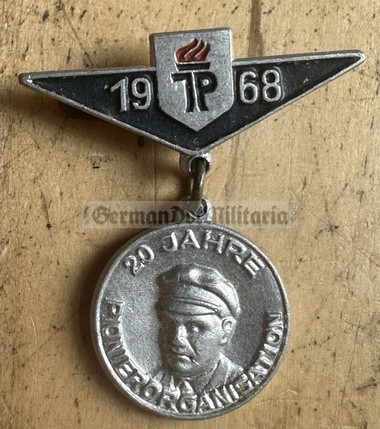 19 TP 68
GermanDdrMilitaria
20 JAHRE
PIONIERORGANISATION